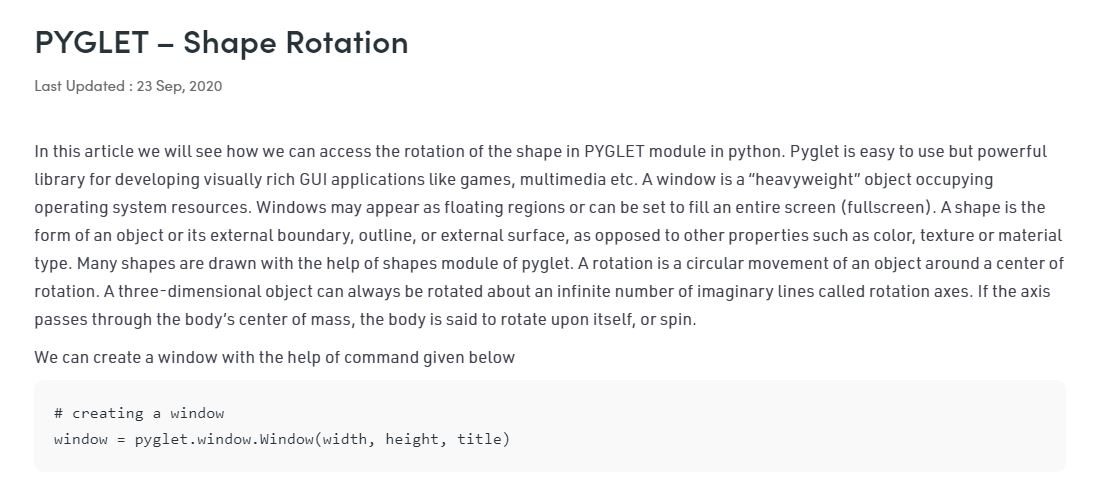 PYGLET – Shape Rotation
Last Updated : 23 Sep, 2020
In this article we will see how we can access the rotation of the shape in PYGLET module in python. Pyglet is easy to use but powerful
library for developing visually rich GUI applications like games, multimedia etc. A window is a “heavyweight” object occupying
operating system resources. Windows may appear as floating regions or can be set to fill an entire screen (fullscreen). A shape is the
form of an object or its external boundary, outline, or external surface, as opposed to other properties such as color, texture or material
type. Many shapes are drawn with the help of shapes module of pyglet. A rotation is a circular movement of an object around a center of
rotation. A three-dimensional object can always be rotated about an infinite number of imaginary lines called rotation axes. If the axis
passes through the body’s center of mass, the body is said to rotate upon itself, or spin.
We can create a window with the help of command given below
# creating a window
window = pyglet.window.Window(width, height, title)